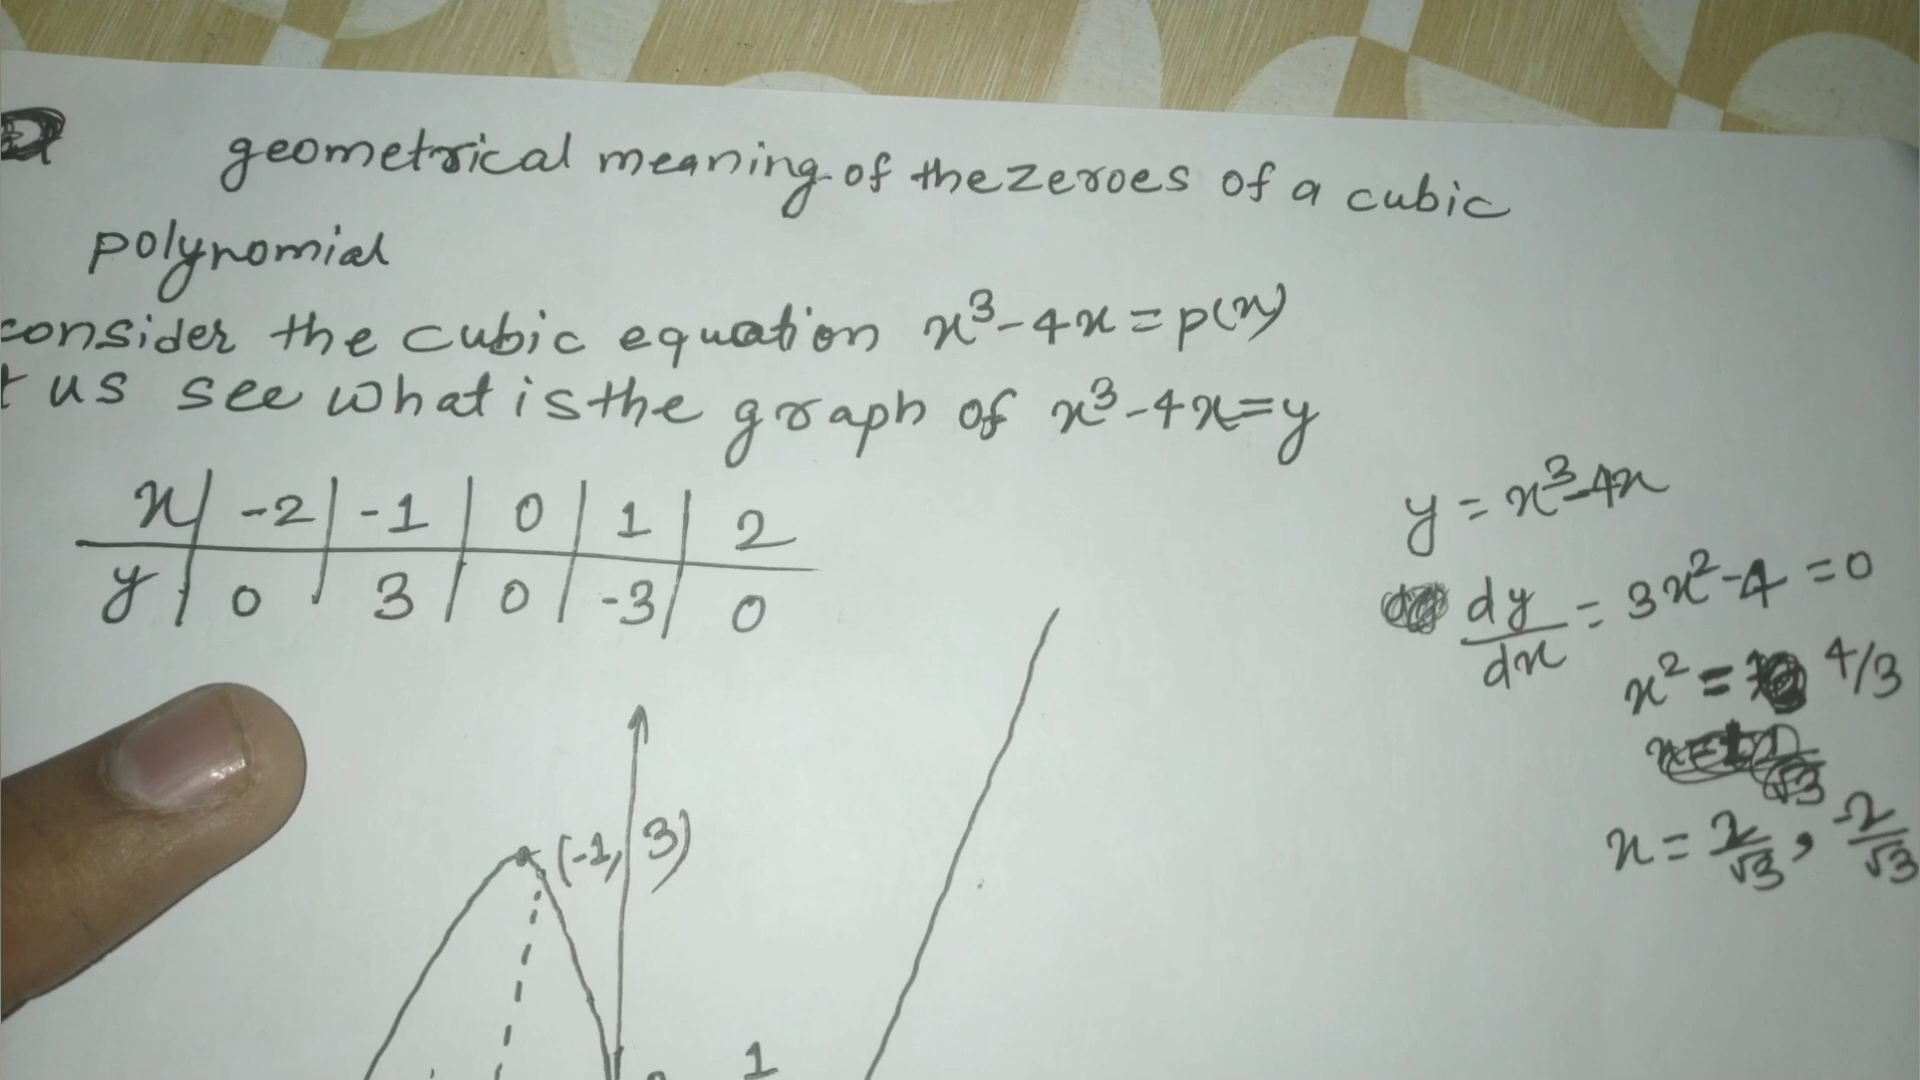 geometrical meaning of the zeroes of a cubic
polynomial
consider the cubic equation x³-4x=p(x)
t us see what is the graph of x³-4x=y
x | -2 | -1 | 0 | 1 | 2
y | 0 | 3 | 0 | -3 | 0
y = x³-4x
dy/dx = 3x²-4 = 0
x² = 4/3
x = 2/√3, -2/√3
(-1, 3)
1